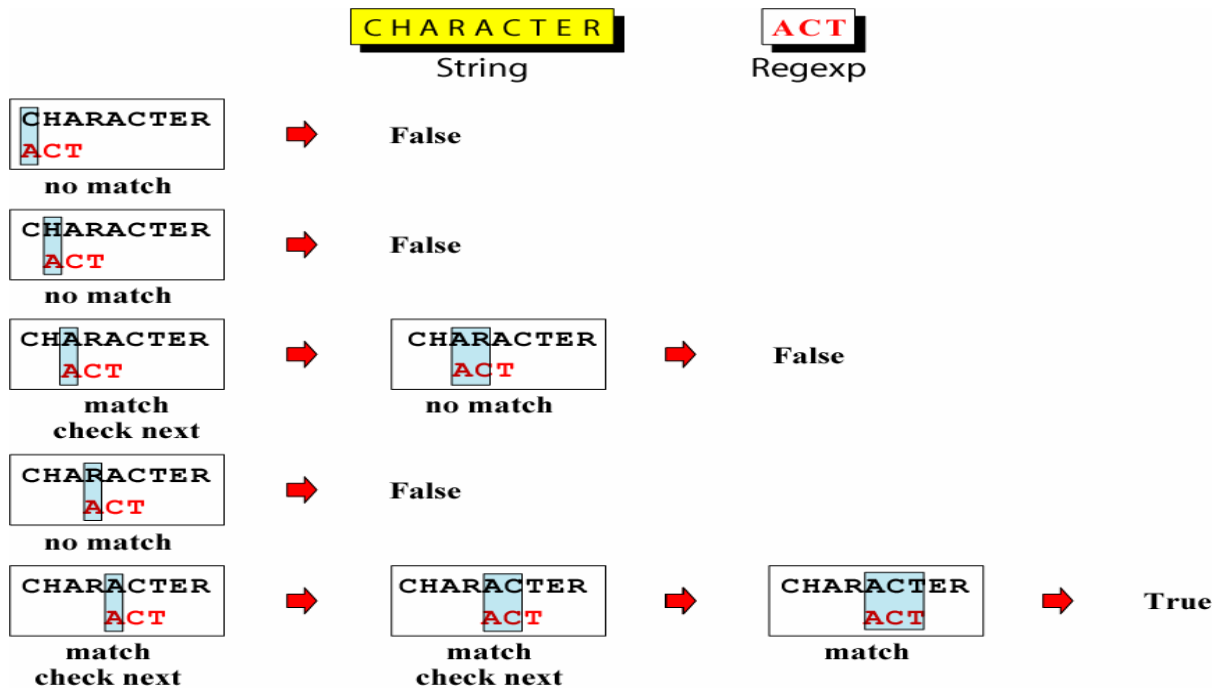 C H A R A C T E R
ACT
String
Regexp
CHARACTER
ACT
False
no match
CHARACTER
ACT
False
no match
CHARACTER
ACT
CHARACTER
ACT
False
match
check next
no match
CHARACTER
ACT
False
no match
CHARACTER
ACT
CHARACTER
ACT
CHARACTER
ACT
True
match
check next
match
check next
match